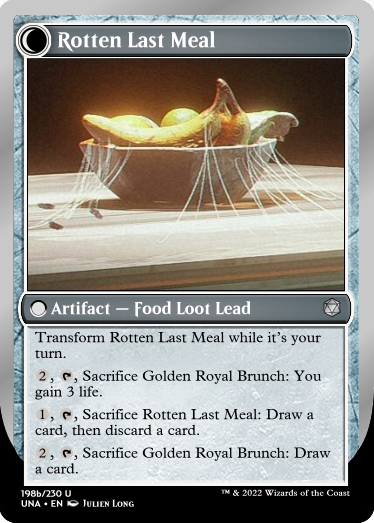 Rotten Last Meal
Artifact — Food Loot Lead
Transform Rotten Last Meal while it's your
turn.
2, T, Sacrifice Golden Royal Brunch: You
gain 3 life.
1, T, Sacrifice Rotten Last Meal: Draw a
card, then discard a card.
2, T, Sacrifice Golden Royal Brunch: Draw
a card.
198b/230 U
UNA • EN Julien Long
™ & 2022 Wizards of the Coast